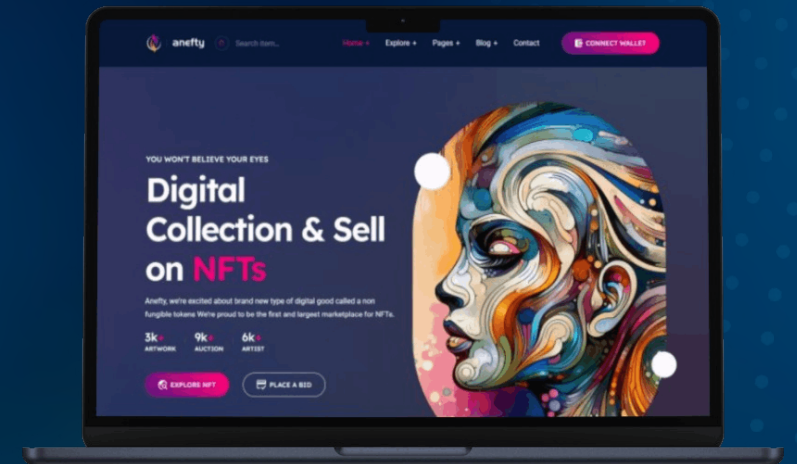 anefty
Search item...
Home +
Explore +
Pages +
Blog +
Contact
CONNECT WALLET
YOU WON'T BELIEVE YOUR EYES
Digital
Collection & Sell
on NFTs
Anefty, we're excited about brand new type of digital good called a non
fungible tokens We're proud to be the first and largest marketplace for NFTa.
3k+
9k+
6k+
ARTWORK
AUCTION
ARTIST
EXPLORE NFT
PLACE A BID